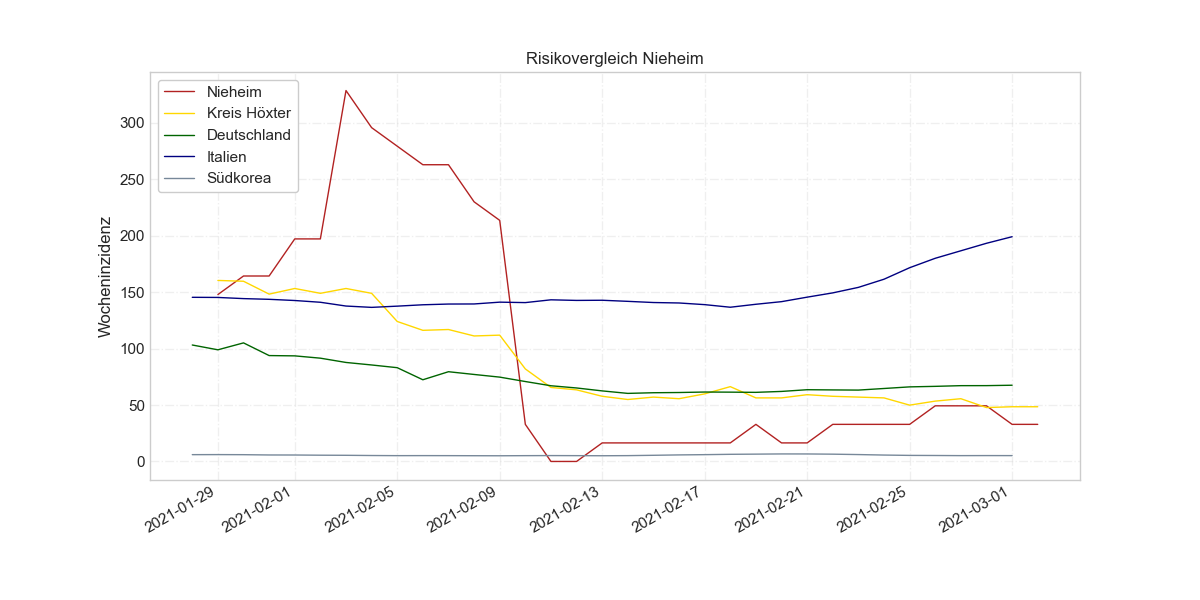 Risikovergleich Nieheim
Nieheim
Kreis Höxter
Deutschland
Italien
Südkorea
Wocheninzidenz
300
250
200
150
100
50
0
2021-01-29
2021-02-01
2021-02-05
2021-02-09
2021-02-13
2021-02-17
2021-02-21
2021-02-25
2021-03-01